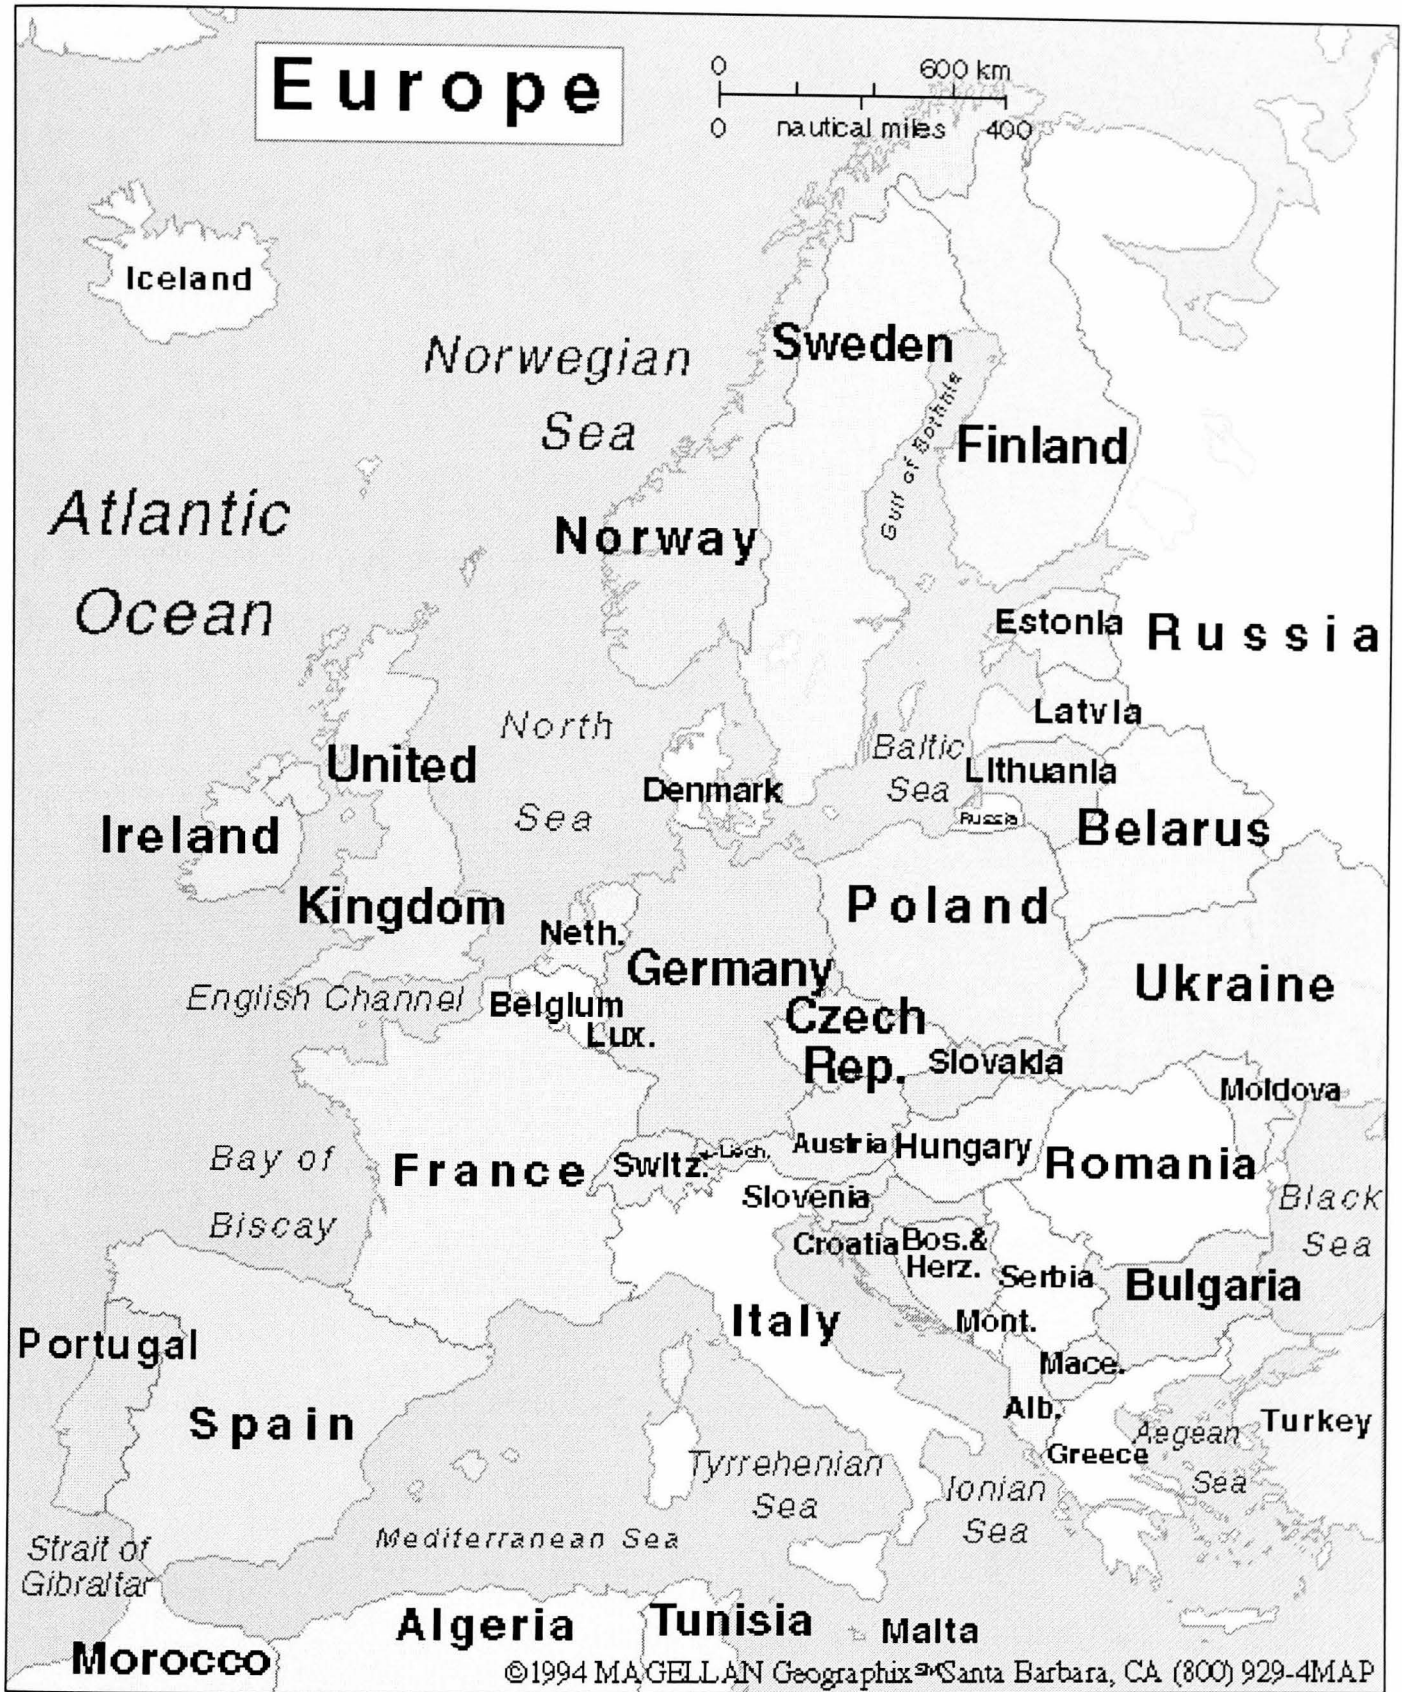 Europe
0 600 km
0 nautical miles 400
Iceland
Norwegian
Sea
Sweden
Gulf of Bothnia
Finland
Atlantic
Ocean
Norway
Estonia
Russia
Latvia
North
Sea
Baltic
Sea
Lithuania
Russia
United
Kingdom
Denmark
Ireland
Belarus
Poland
Neth.
Germany
Ukraine
English Channel
Belgium
Lux.
Czech
Rep.
Slovakia
Moldova
Bay of
Biscay
France
Switz.
Liech.
Austria
Hungary
Romania
Slovenia
Black
Sea
Croatia
Bos.&
Herz.
Serbia
Bulgaria
Italy
Mont.
Portugal
Mace.
Spain
Alb.
Aegean
Sea
Turkey
Greece
Tyrrehenian
Sea
Ionian
Sea
Mediterranean Sea
Strait of
Gibraltar
Algeria
Tunisia
Malta
Morocco
©1994 MAGELLAN Geographix℠Santa Barbara, CA (800) 929-4MAP